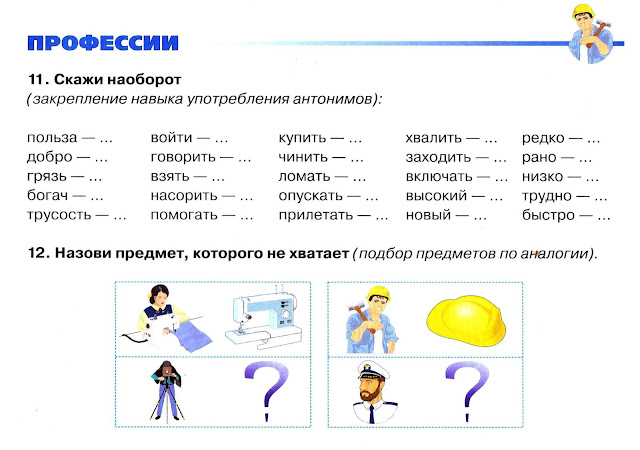 ПРОФЕССИИ
11. Скажи наоборот
(закрепление навыка употребления антонимов):
польза — ... войти — ... купить — ... хвалить — ... редко — ...
добро — ... говорить — ... чинить — ... заходить — ... рано — ...
грязь — ... взять — ... ломать — ... включать — ... низко — ...
богач — ... насорить — ... опускать — ... высокий — ... трудно — ...
трусость — ... помогать — ... прилетать — ... новый — ... быстро — ...
12. Назови предмет, которого не хватает (подбор предметов по аналогии).
? ?